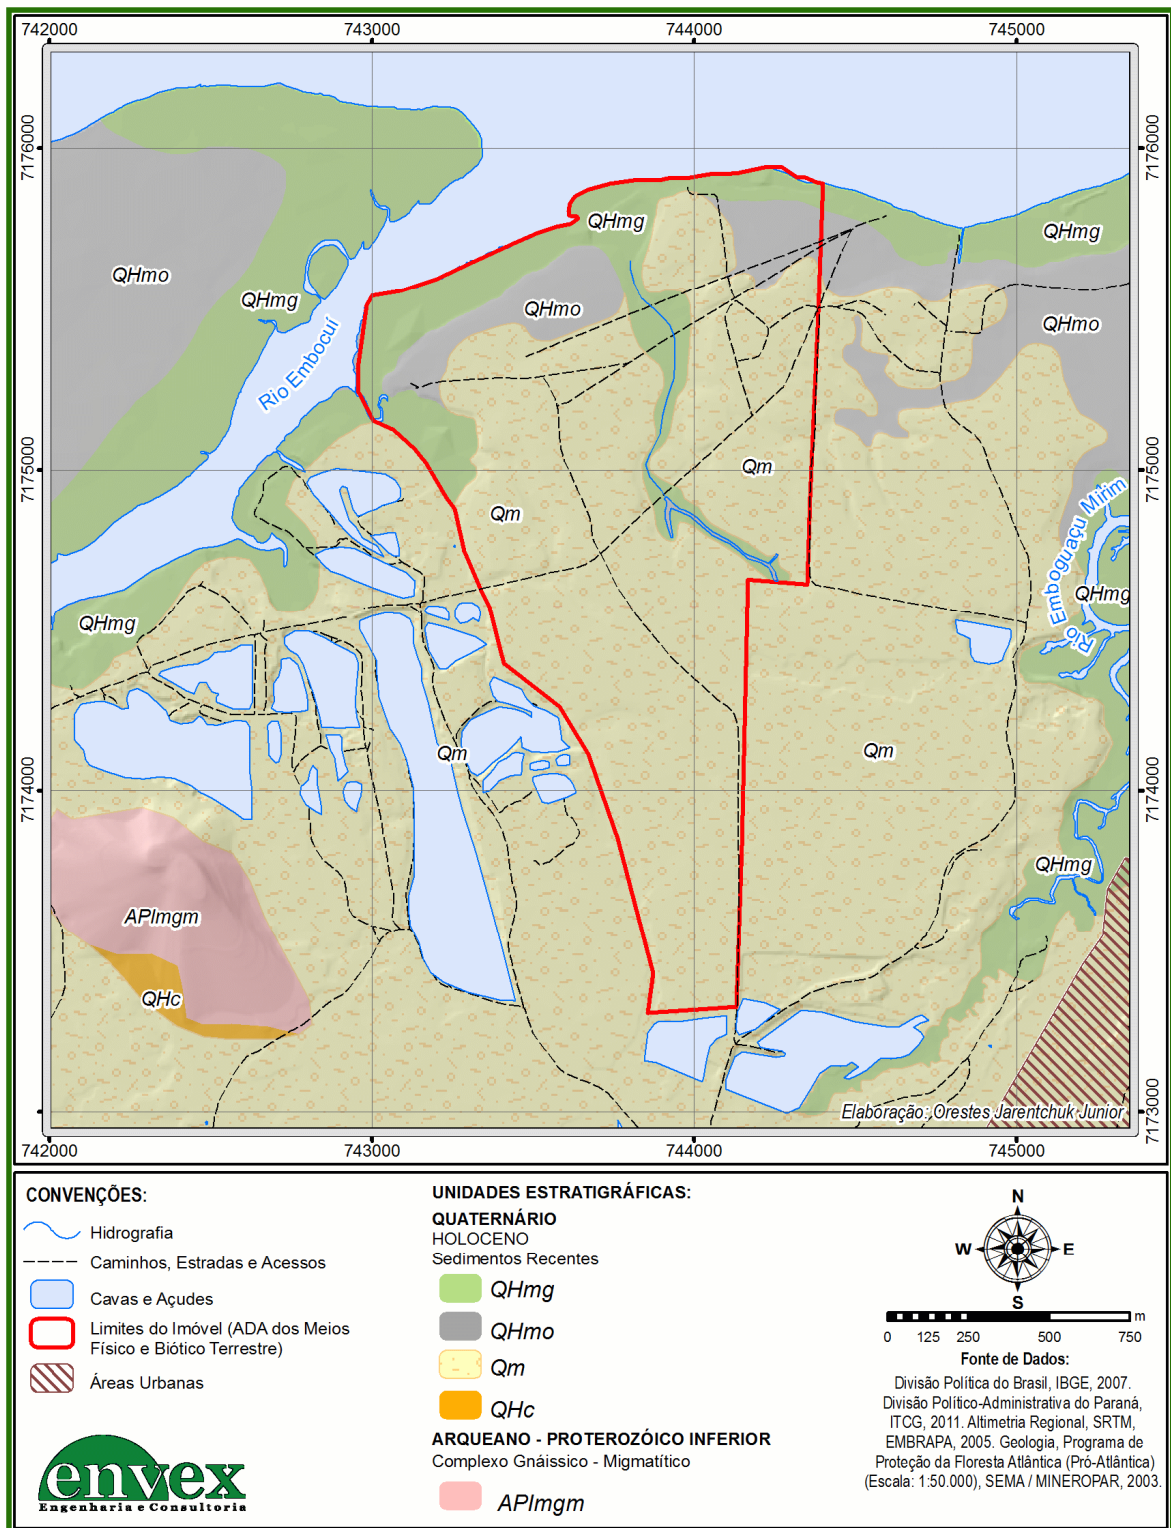 742000
743000
744000
745000
7176000
7176000
QHmg
QHmg
QHmo
QHmg
QHmo
QHmo
Rio Embocuí
7175000
7175000
Qm
Qm
Rio Emboguaçu Mirim
QHmg
QHmg
Qm
Qm
7174000
7174000
QHmg
APImgm
QHc
7173000
Elaboração: Orestes Jarentchuk Junior
742000
743000
744000
745000
CONVENÇÕES:
Hidrografia
Caminhos, Estradas e Acessos
Cavas e Açudes
Limites do Imóvel (ADA dos Meios
Físico e Biótico Terrestre)
Áreas Urbanas
envex
Engenharia e Consultoria
UNIDADES ESTRATIGRÁFICAS:
QUATERNÁRIO
HOLOCENO
Sedimentos Recentes
QHmg
QHmo
Qm
QHc
ARQUEANO - PROTEROZÓICO INFERIOR
Complexo Gnáissico - Migmatítico
APImgm
N
W
E
S
m
0 125 250 500 750
Fonte de Dados:
Divisão Política do Brasil, IBGE, 2007.
Divisão Político-Administrativa do Paraná,
ITCG, 2011. Altimetria Regional, SRTM,
EMBRAPA, 2005. Geologia, Programa de
Proteção da Floresta Atlântica (Pró-Atlântica)
(Escala: 1:50.000), SEMA / MINEROPAR, 2003.